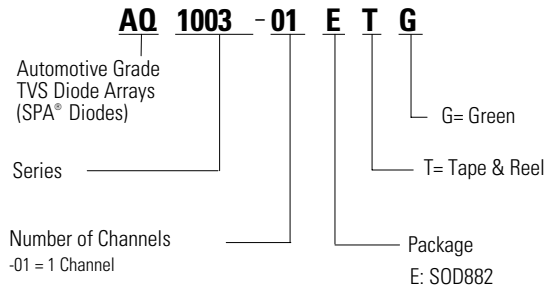 AQ 1003 - 01 E T G
Automotive Grade
TVS Diode Arrays
(SPA® Diodes)
G= Green
Series
T= Tape & Reel
Number of Channels
-01 = 1 Channel
Package
E: SOD882